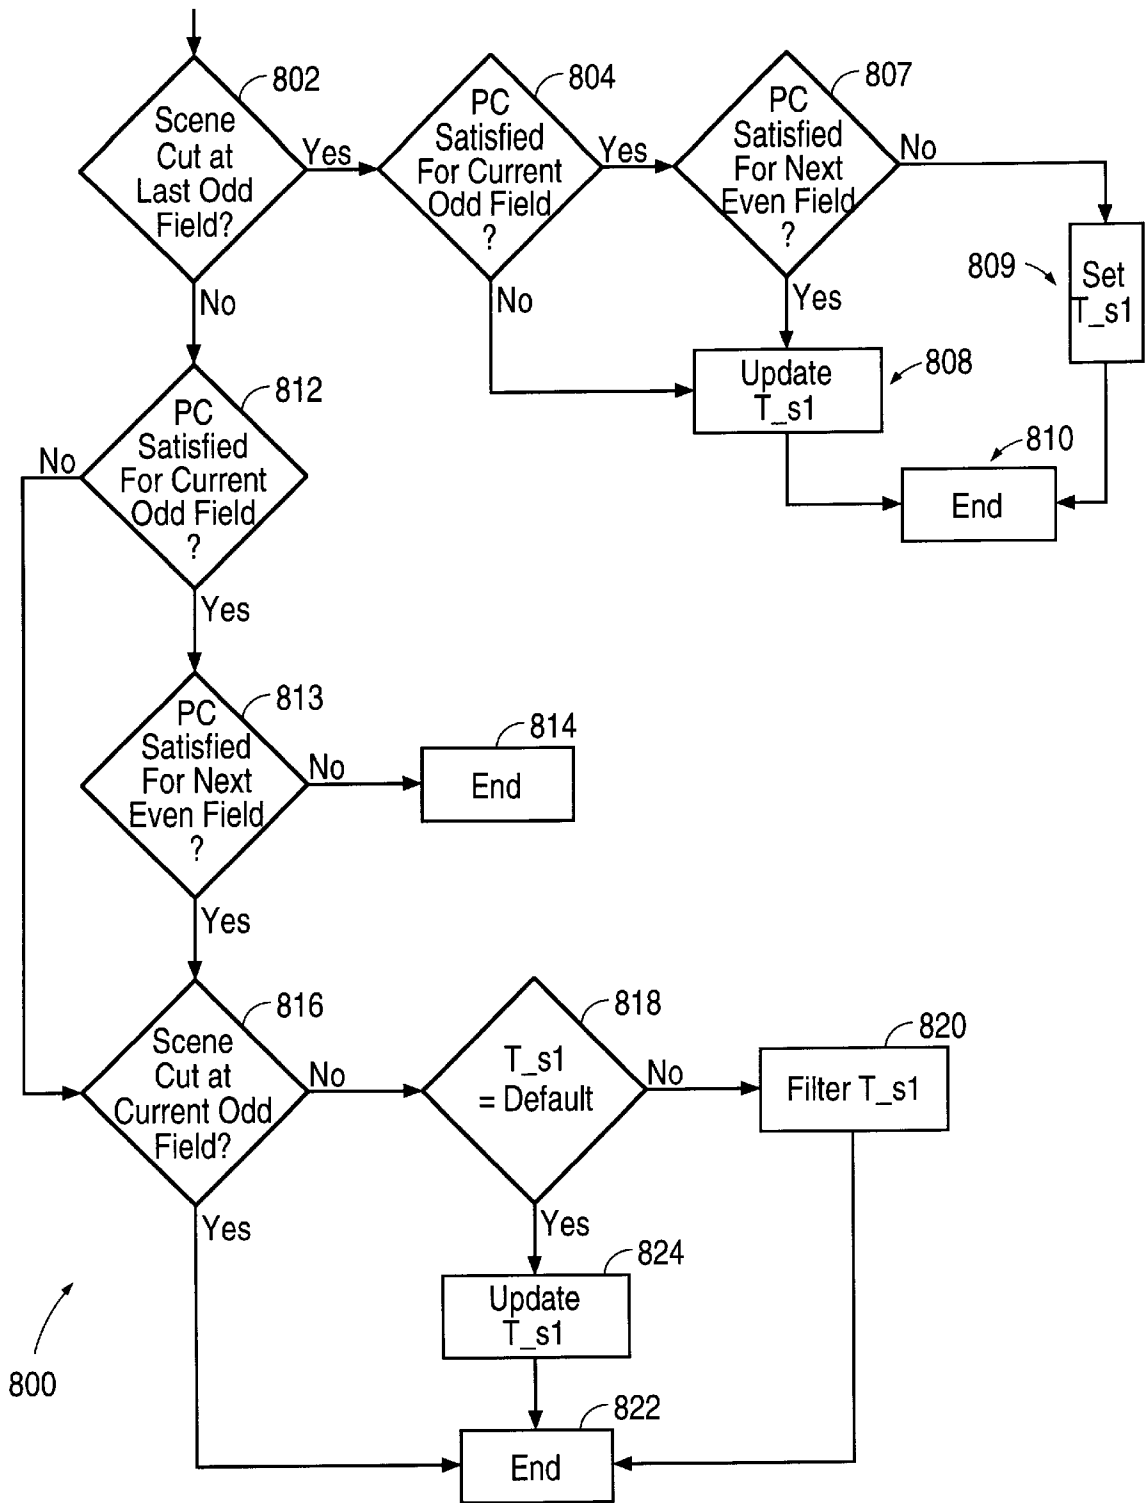 802
Scene
Cut at
Last Odd
Field?
Yes
No
804
PC
Satisfied
For Current
Odd Field
?
Yes
No
807
PC
Satisfied
For Next
Even Field
?
No
Yes
809
Set
T_s1
Update
T_s1
808
810
End
812
PC
Satisfied
For Current
Odd Field
?
No
Yes
813
PC
Satisfied
For Next
Even Field
?
No
Yes
814
End
816
Scene
Cut at
Current Odd
Field?
No
Yes
818
T_s1
= Default
No
Yes
820
Filter T_s1
824
Update
T_s1
822
End
800